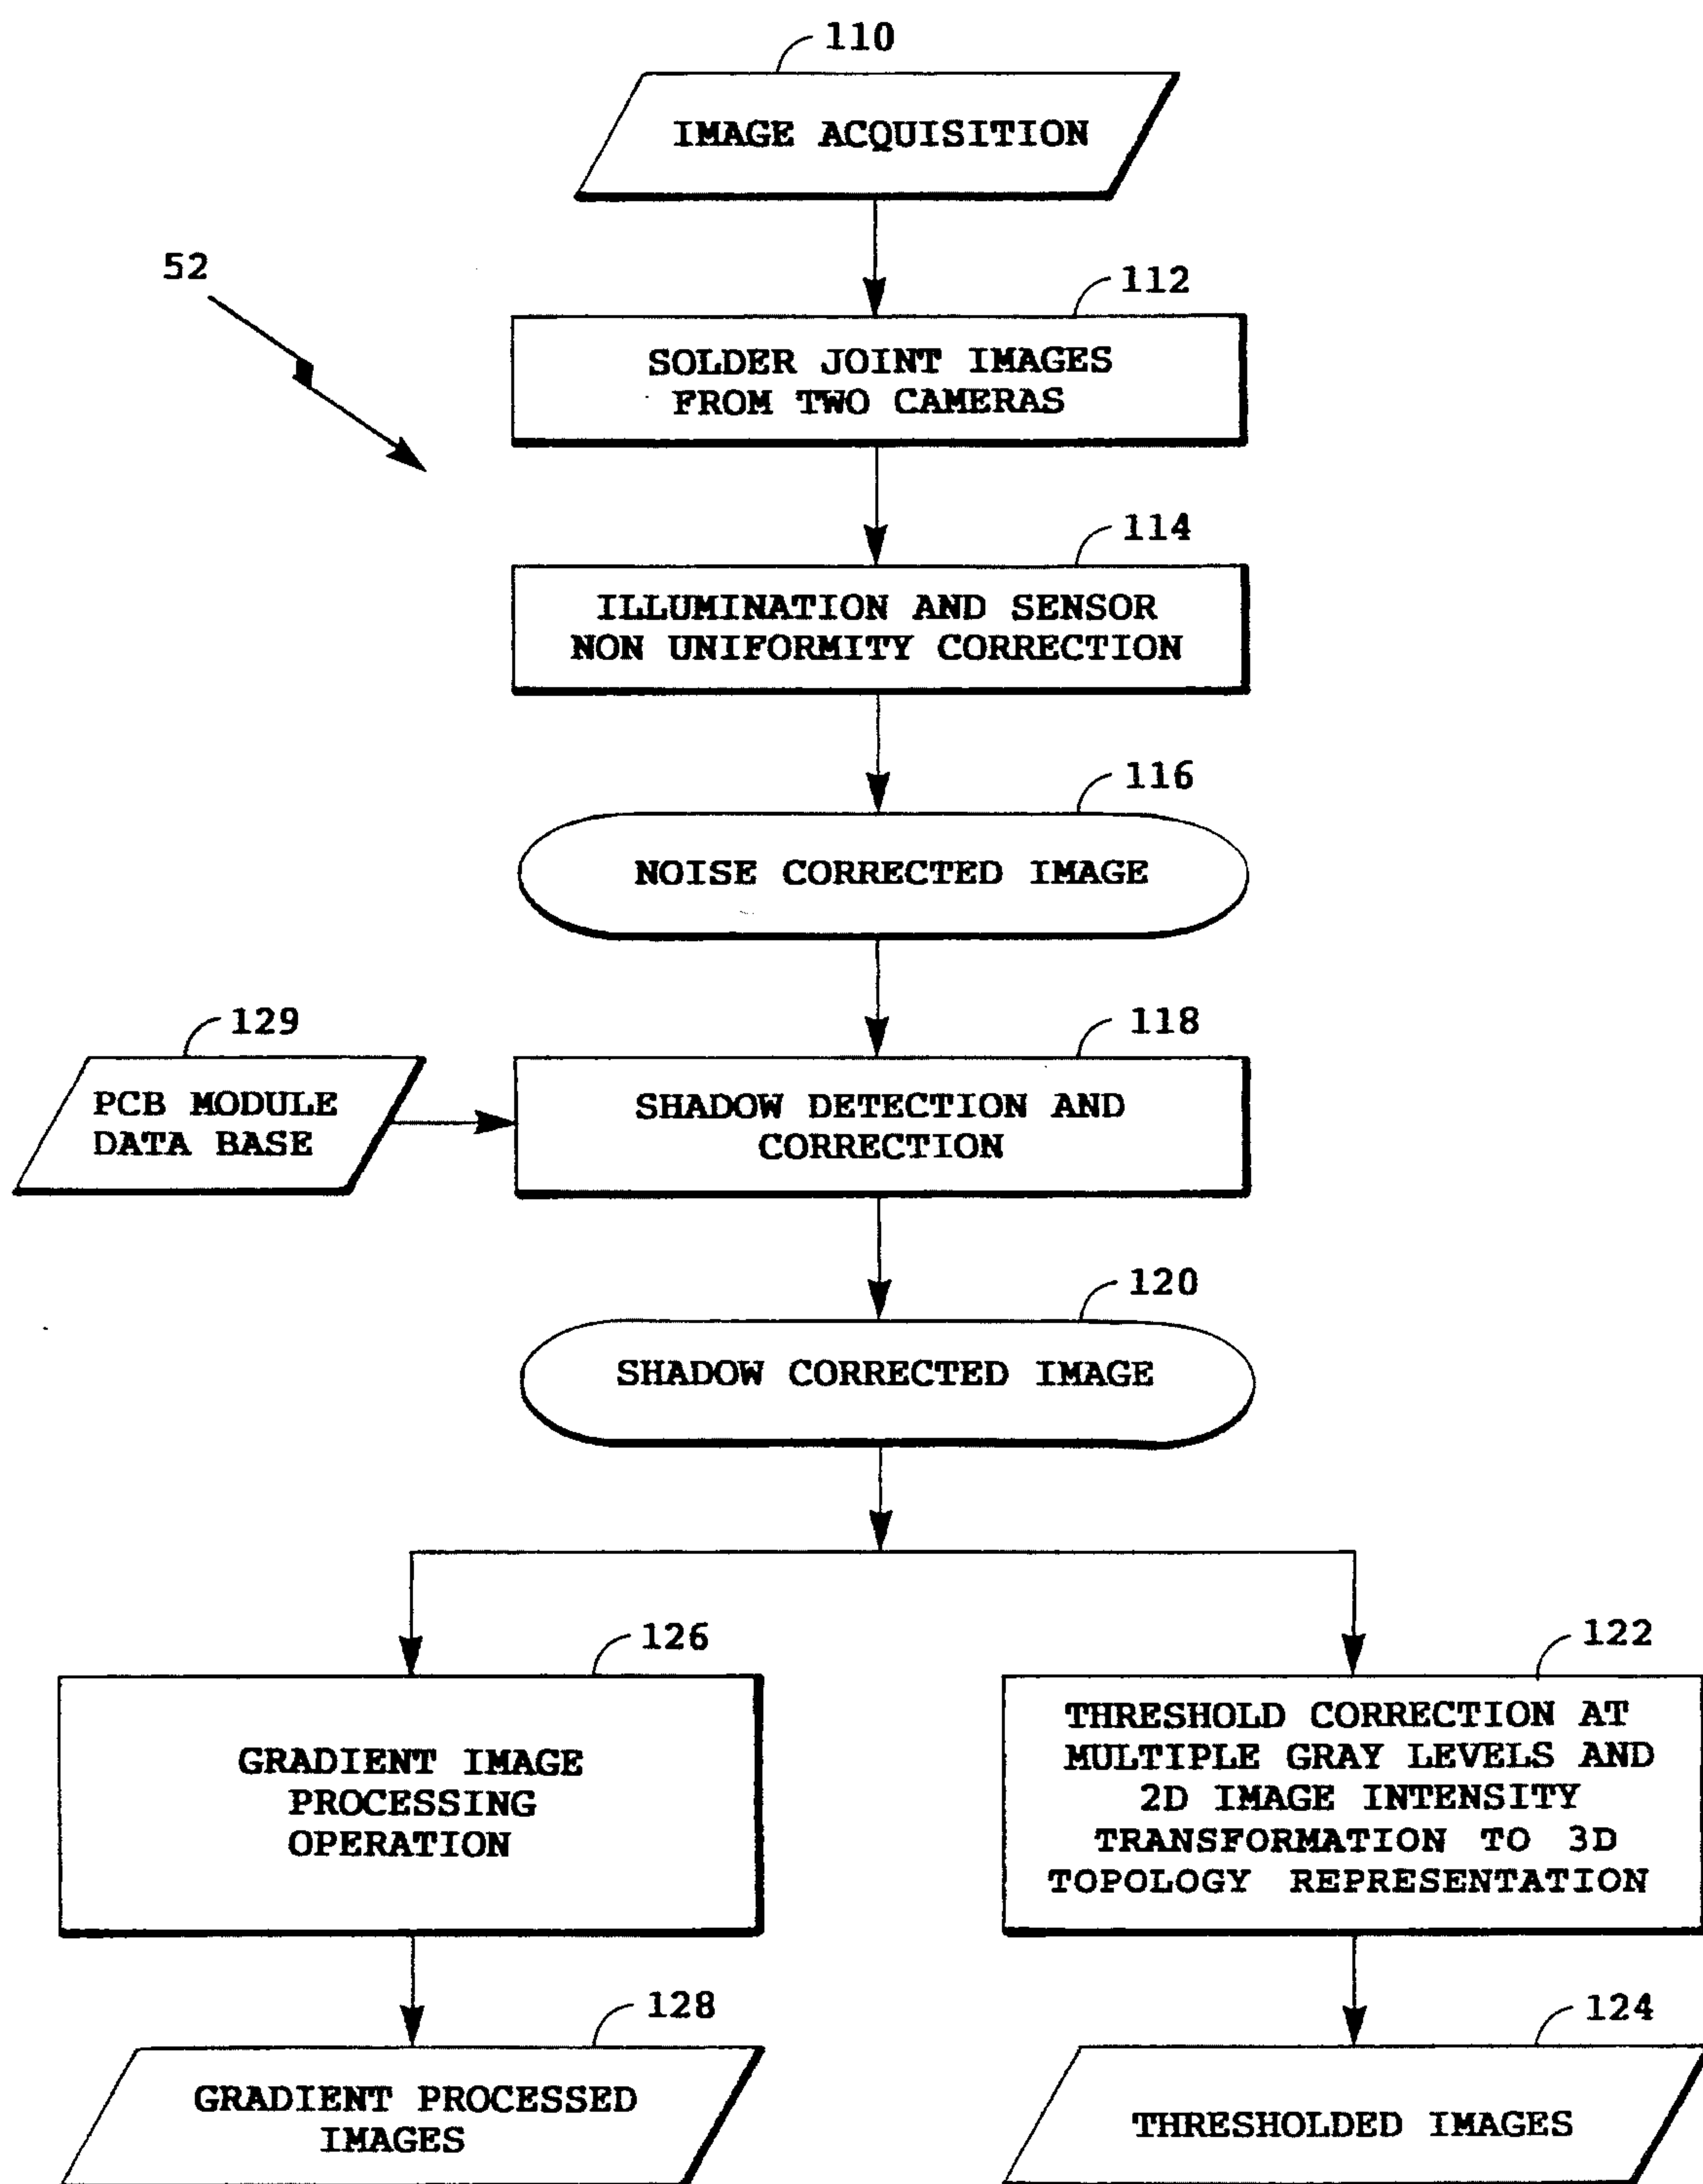 110
IMAGE ACQUISITION
52
112
SOLDER JOINT IMAGES
FROM TWO CAMERAS
114
ILLUMINATION AND SENSOR
NON UNIFORMITY CORRECTION
116
NOISE CORRECTED IMAGE
129
PCB MODULE
DATA BASE
118
SHADOW DETECTION AND
CORRECTION
120
SHADOW CORRECTED IMAGE
126
GRADIENT IMAGE
PROCESSING
OPERATION
122
THRESHOLD CORRECTION AT
MULTIPLE GRAY LEVELS AND
2D IMAGE INTENSITY
TRANSFORMATION TO 3D
TOPOLOGY REPRESENTATION
128
GRADIENT PROCESSED
IMAGES
124
THRESHOLDED IMAGES